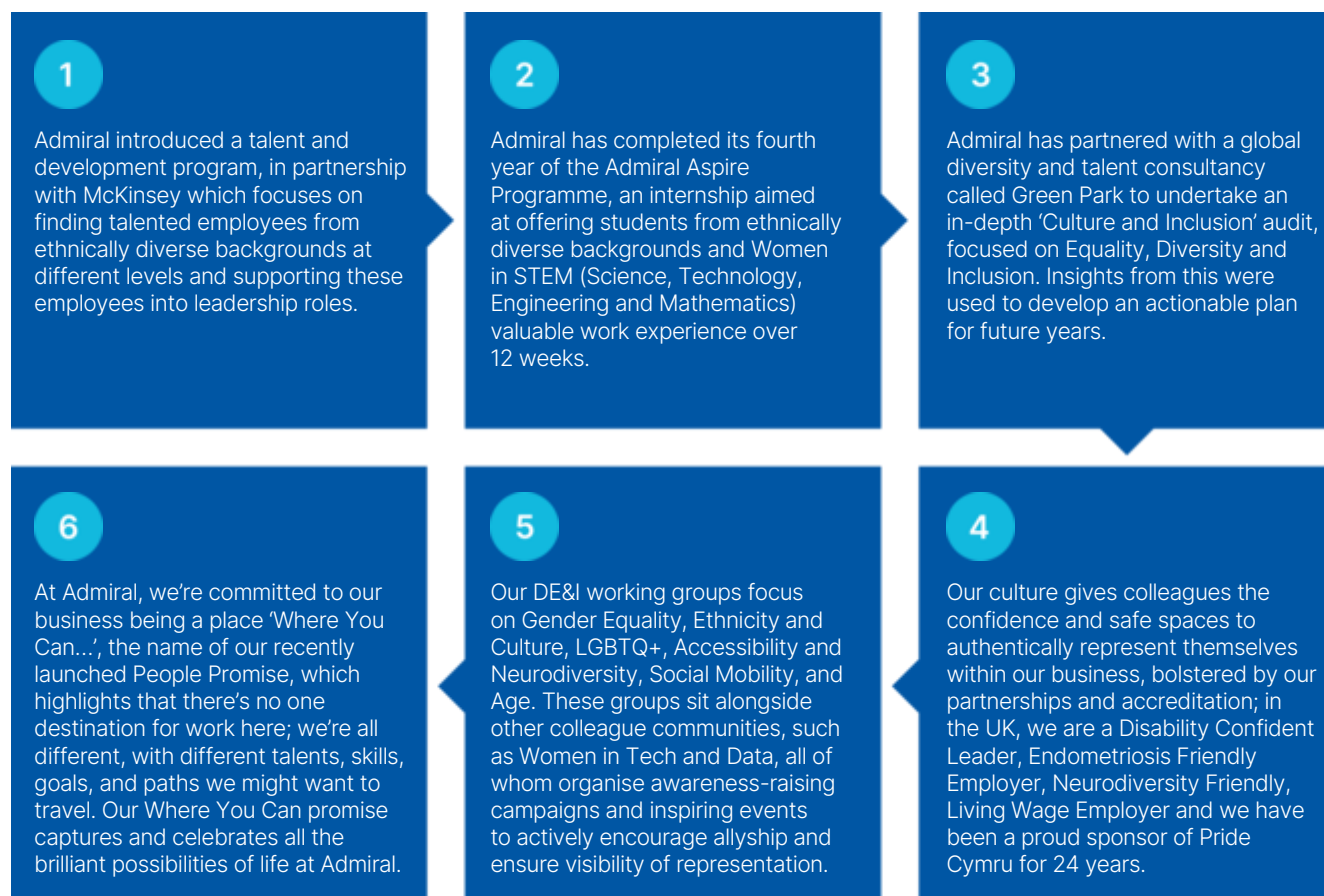 1
Admiral introduced a talent and
development program, in partnership
with McKinsey which focuses on
finding talented employees from
ethnically diverse backgrounds at
different levels and supporting these
employees into leadership roles.
2
Admiral has completed its fourth
year of the Admiral Aspire
Programme, an internship aimed
at offering students from ethnically
diverse backgrounds and Women
in STEM (Science, Technology,
Engineering and Mathematics)
valuable work experience over
12 weeks.
3
Admiral has partnered with a global
diversity and talent consultancy
called Green Park to undertake an
in-depth ‘Culture and Inclusion’ audit,
focused on Equality, Diversity and
Inclusion. Insights from this were
used to develop an actionable plan
for future years.
4
Our culture gives colleagues the
confidence and safe spaces to
authentically represent themselves
within our business, bolstered by our
partnerships and accreditation; in
the UK, we are a Disability Confident
Leader, Endometriosis Friendly
Employer, Neurodiversity Friendly,
Living Wage Employer and we have
been a proud sponsor of Pride
Cymru for 24 years.
5
Our DE&I working groups focus
on Gender Equality, Ethnicity and
Culture, LGBTQ+, Accessibility and
Neurodiversity, Social Mobility, and
Age. These groups sit alongside
other colleague communities, such
as Women in Tech and Data, all of
whom organise awareness-raising
campaigns and inspiring events
to actively encourage allyship and
ensure visibility of representation.
6
At Admiral, we’re committed to our
business being a place ‘Where You
Can...’, the name of our recently
launched People Promise, which
highlights that there’s no one
destination for work here; we’re all
different, with different talents, skills,
goals, and paths we might want to
travel. Our Where You Can promise
captures and celebrates all the
brilliant possibilities of life at Admiral.